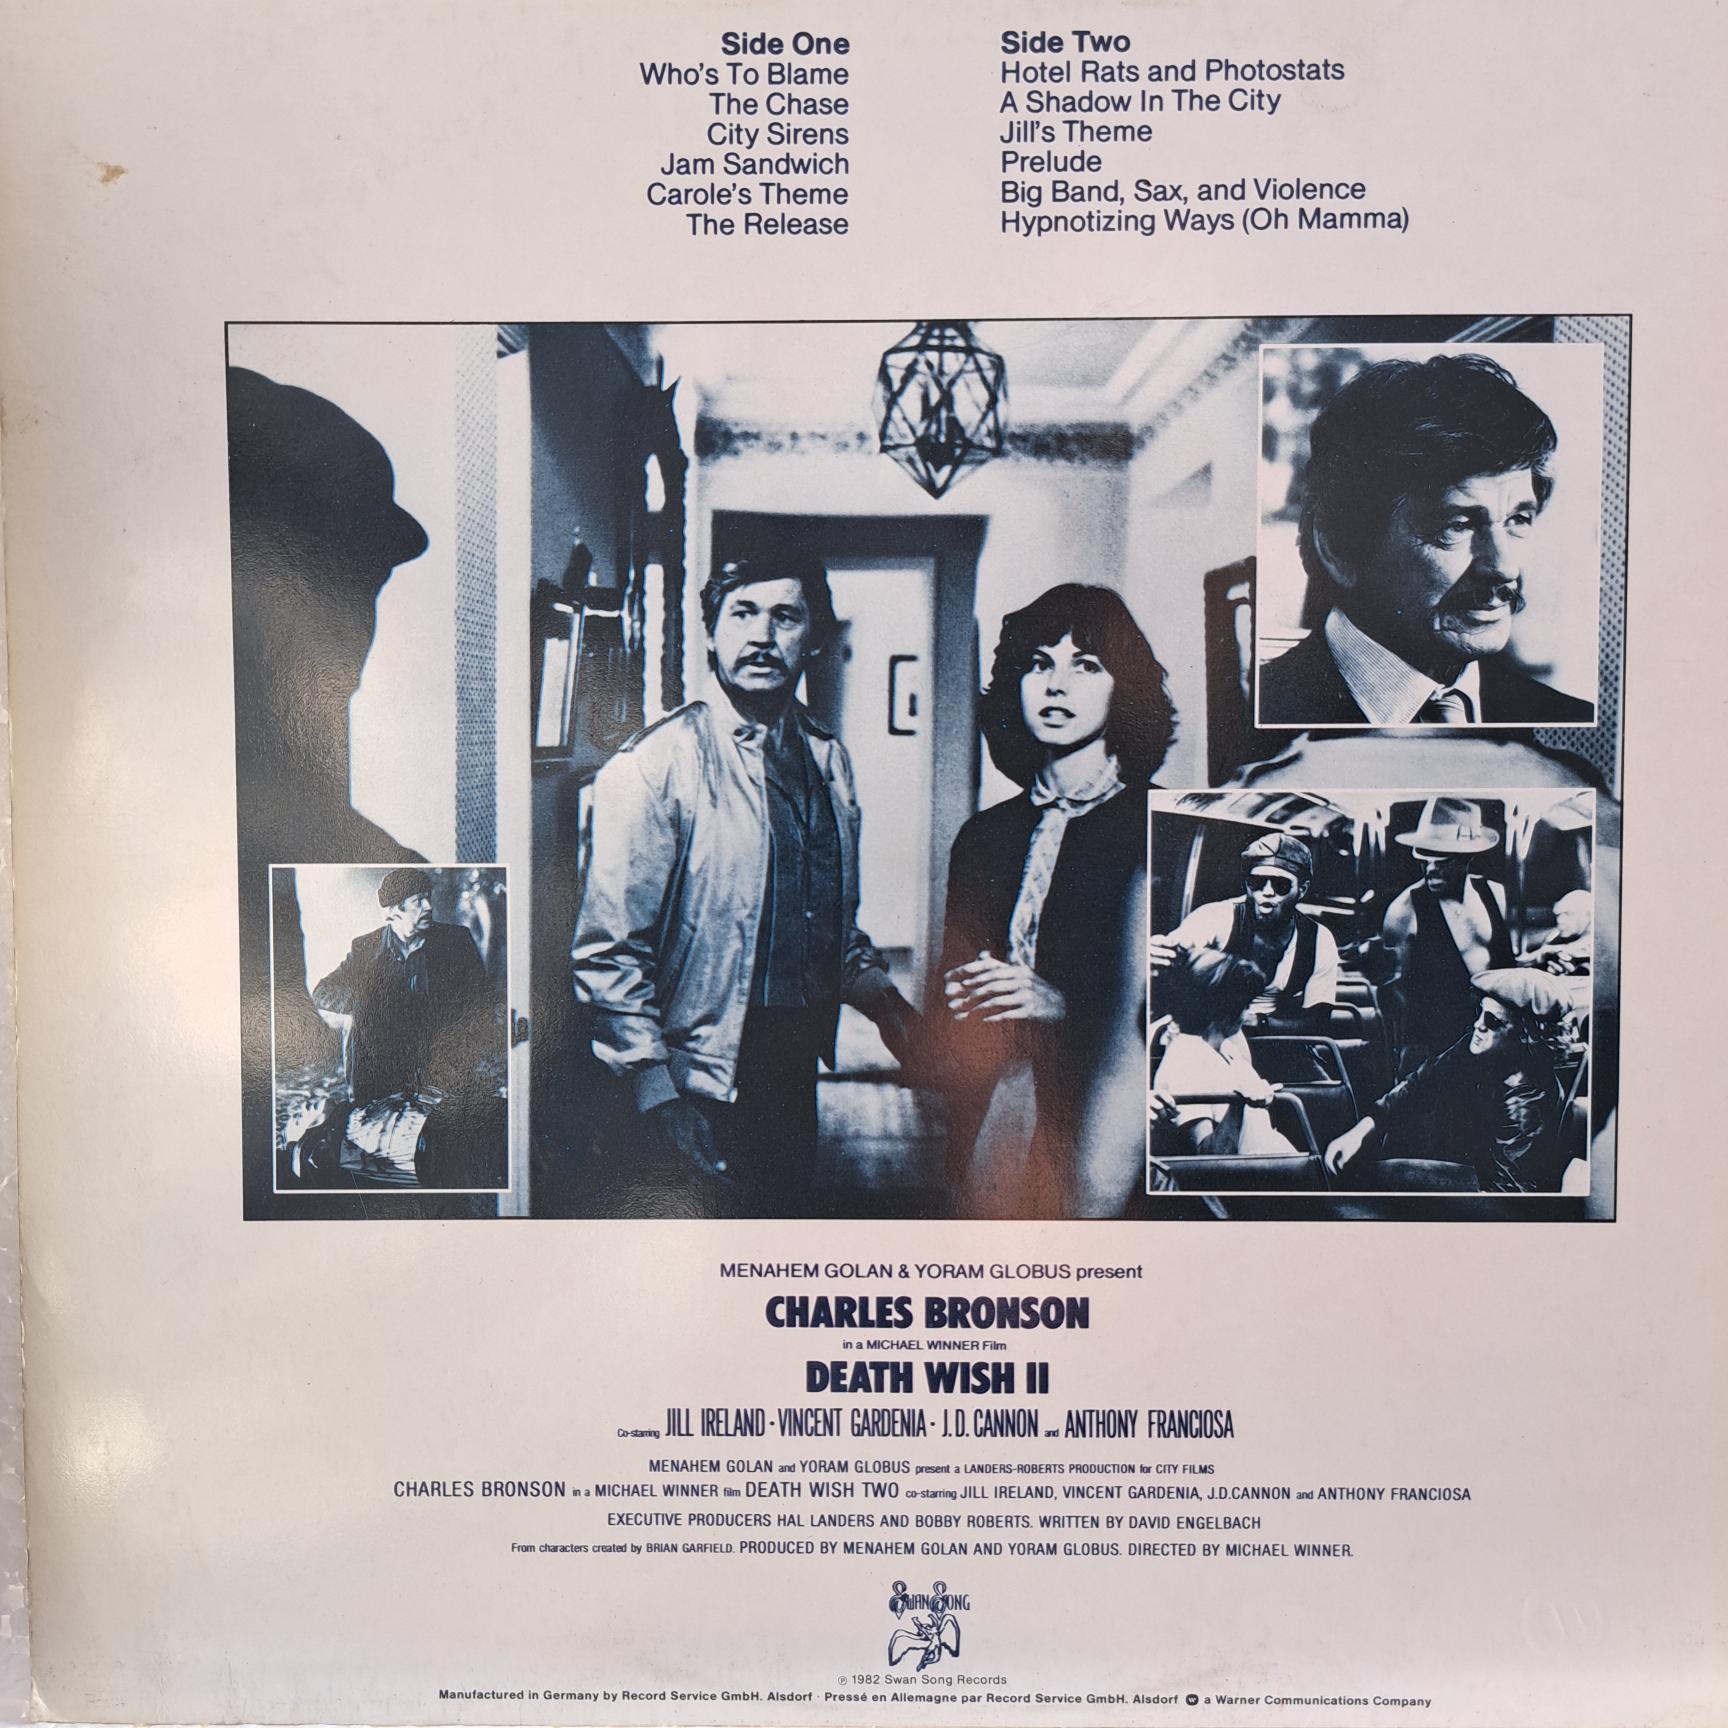 Side One
Who's To Blame
The Chase
City Sirens
Jam Sandwich
Carole's Theme
The Release
Side Two
Hotel Rats and Photostats
A Shadow In The City
Jill's Theme
Prelude
Big Band, Sax, and Violence
Hypnotizing Ways (Oh Mamma)
MENAHEM GOLAN & YORAM GLOBUS present
CHARLES BRONSON
in a MICHAEL WINNER Film
DEATH WISH II
Co-starring JILL IRELAND · VINCENT GARDENIA · J.D. CANNON and ANTHONY FRANCIOSA
MENAHEM GOLAN and YORAM GLOBUS present a LANDERS-ROBERTS PRODUCTION for CITY FILMS
CHARLES BRONSON in a MICHAEL WINNER film DEATH WISH TWO co-starring JILL IRELAND, VINCENT GARDENIA, J.D.CANNON and ANTHONY FRANCIOSA
EXECUTIVE PRODUCERS HAL LANDERS AND BOBBY ROBERTS. WRITTEN BY DAVID ENGELBACH
From characters created by BRIAN GARFIELD. PRODUCED BY MENAHEM GOLAN AND YORAM GLOBUS. DIRECTED BY MICHAEL WINNER.
SWAN SONG
℗ 1982 Swan Song Records
Manufactured in Germany by Record Service GmbH. Alsdorf · Pressé en Allemagne par Record Service GmbH. Alsdorf W a Warner Communications Company